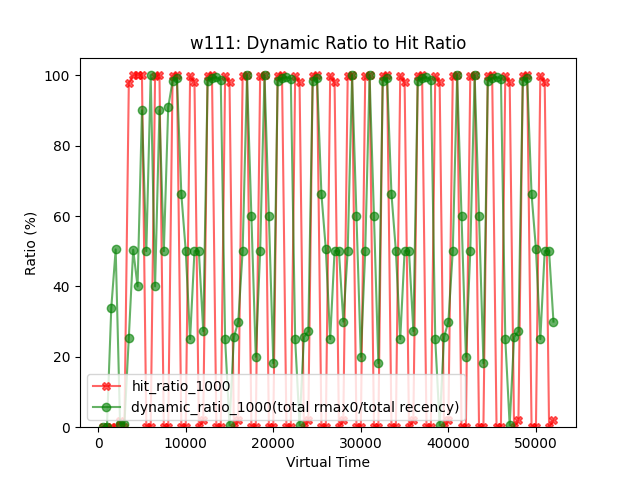 w111: Dynamic Ratio to Hit Ratio
Ratio (%)
100
80
60
40
20
0
hit_ratio_1000
dynamic_ratio_1000(total rmax0/total recency)
0
10000
20000
30000
40000
50000
Virtual Time